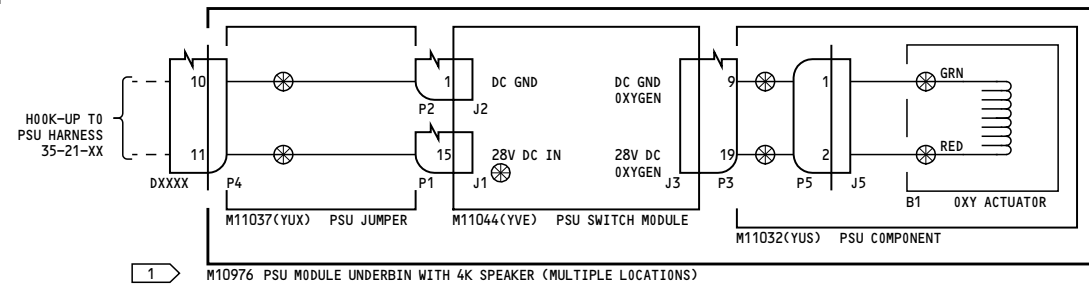 HOOK-UP TO
PSU HARNESS
35-21-XX
10
11
DXXXX
P4
1
DC GND
P2
J2
15
28V DC IN
P1
J1
DC GND
OXYGEN
9
28V DC
OXYGEN
19
J3
P3
1
2
P5
J5
GRN
RED
B1
OXY ACTUATOR
M11037(YUX) PSU JUMPER
M11044(YVE) PSU SWITCH MODULE
M11032(YUS) PSU COMPONENT
1
M10976 PSU MODULE UNDERBIN WITH 4K SPEAKER (MULTIPLE LOCATIONS)